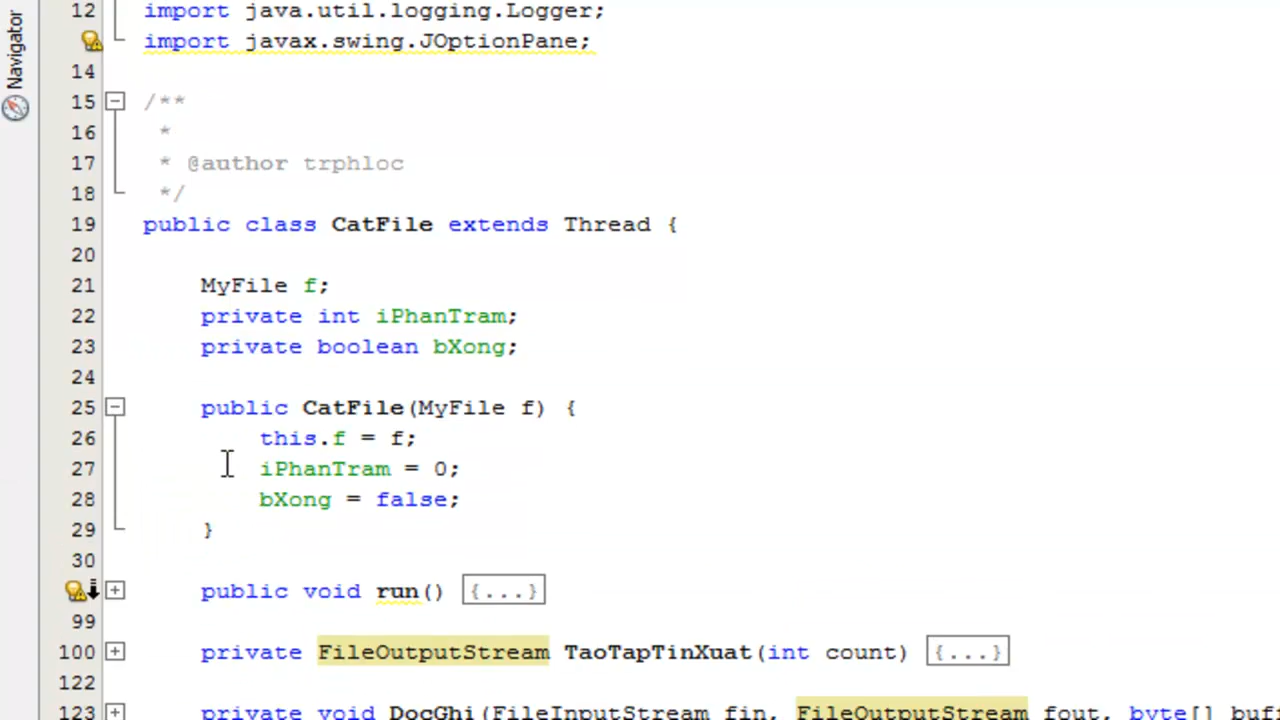 Navigator
12 import java.util.logging.Logger;
import javax.swing.JOptionPane;
14
15 /**
16 *
17 * @author trphloc
18 */
19 public class CatFile extends Thread {
20
21 MyFile f;
22 private int iPhanTram;
23 private boolean bXong;
24
25 public CatFile(MyFile f) {
26 this.f = f;
27 iPhanTram = 0;
28 bXong = false;
29 }
30
public void run() {...}
99
100 private FileOutputStream TaoTapTinXuat(int count) {...}
122
123 private void DocGhi(FileInputStream fin, FileOutputStream fout, byte[] buf